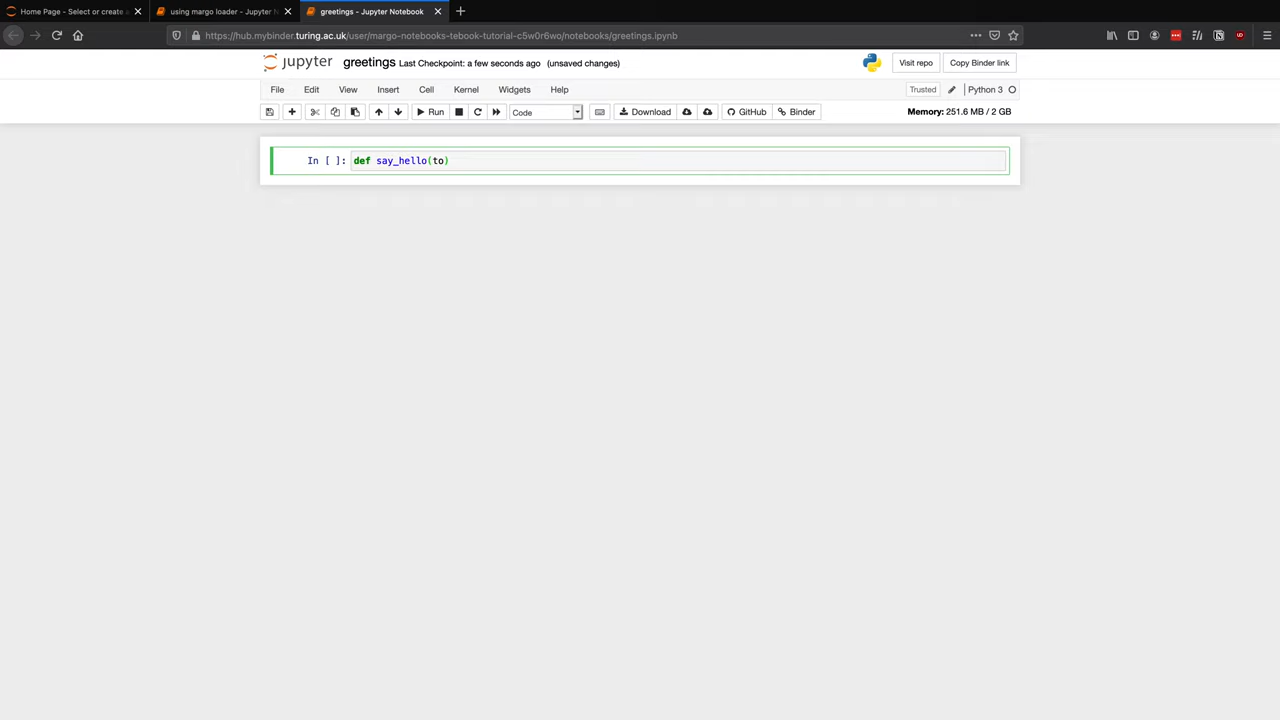 Home Page - Select or create a
using margo loader - Jupyter N
greetings - Jupyter Notebook
https://hub.mybinder.turing.ac.uk/user/margo-notebooks-tebook-tutorial-c5w0r6wo/notebooks/greetings.ipynb
jupyter greetings Last Checkpoint: a few seconds ago (unsaved changes) Visit repo Copy Binder link
File Edit View Insert Cell Kernel Widgets Help Trusted Python 3
Run Code Download GitHub Binder Memory: 251.6 MB / 2 GB
In [ ]: def say_hello(to)